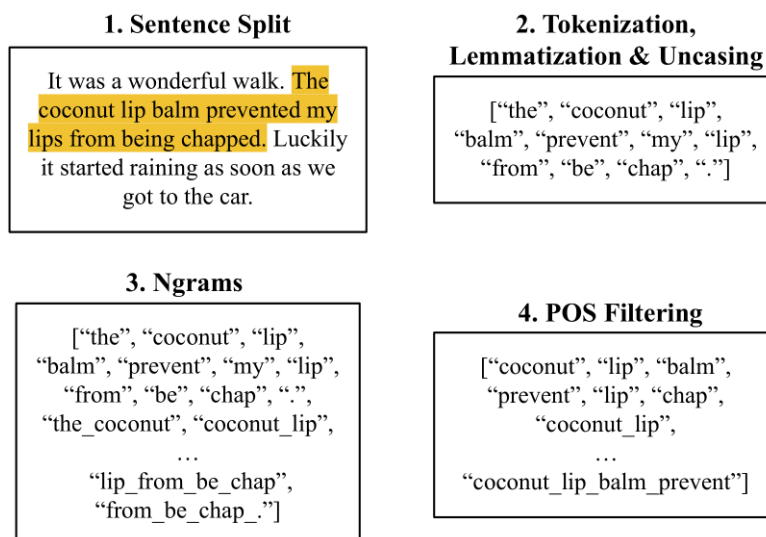 1. Sentence Split
It was a wonderful walk. The
coconut lip balm prevented my
lips from being chapped. Luckily
it started raining as soon as we
got to the car.
2. Tokenization,
Lemmatization & Uncasing
[“the”, “coconut”, “lip”,
“balm”, “prevent”, “my”, “lip”,
“from”, “be”, “chap”, “.”]
3. Ngrams
[“the”, “coconut”, “lip”,
“balm”, “prevent”, “my”, “lip”,
“from”, “be”, “chap”, “.”,
“the_coconut”, “coconut_lip”,
…
“lip_from_be_chap”,
“from_be_chap_.”]
4. POS Filtering
[“coconut”, “lip”, “balm”,
“prevent”, “lip”, “chap”,
“coconut_lip”,
…
“coconut_lip_balm_prevent”]